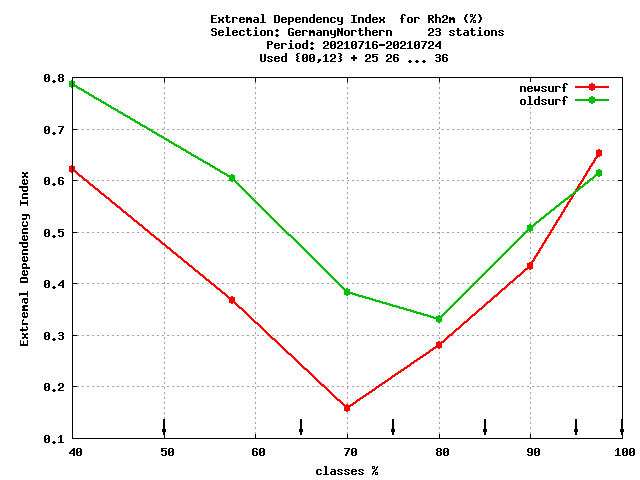 Extremal Dependency Index  for Rh2m (%)
Selection: GermanyNorthern     23 stations
Period: 20210716-20210724
Used {00,12} + 25 26 ... 36
newsurf
oldsurf
0.8
0.7
0.6
0.5
0.4
0.3
0.2
0.1
Extremal Dependency Index
40 50 60 70 80 90 100
classes %